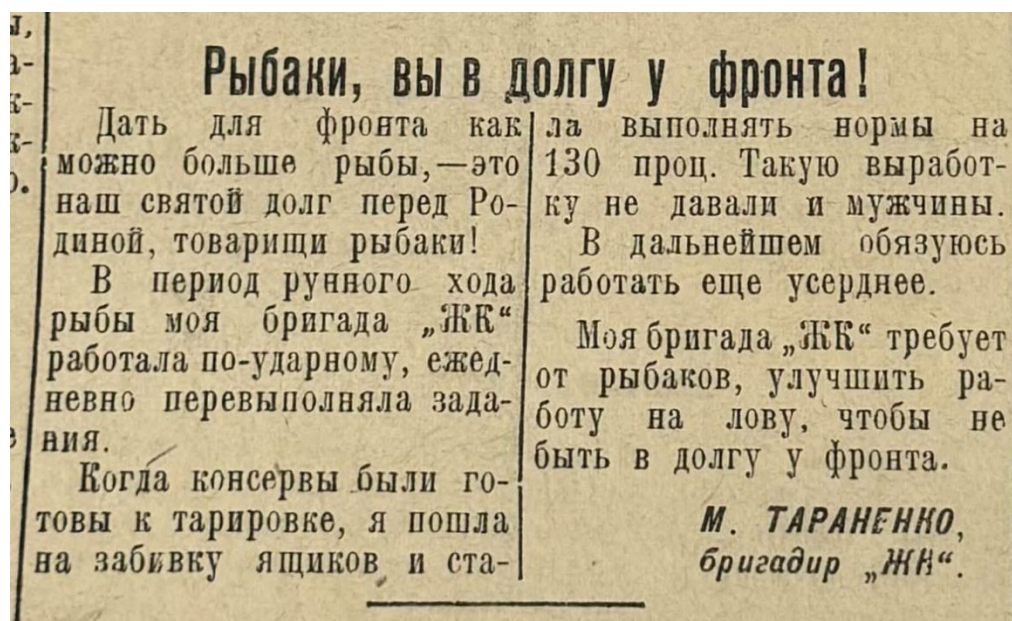 ы,
а-
к-
к-
о.
Рыбаки, вы в долгу у фронта!
Дать для фронта как
можно больше рыбы,—это
наш святой долг перед Ро-
диной, товарищи рыбаки!
В период рунного хода
рыбы моя бригада „ЖК“
работала по-ударному, ежед-
невно перевыполняла зада-
ния.
Когда консервы были го-
товы к тарировке, я пошла
на забивку ящиков и ста-
ла выполнять нормы на
130 проц. Такую выработ-
ку не давали и мужчины.
В дальнейшем обязуюсь
работать еще усерднее.
Моя бригада „ЖК“ требует
от рыбаков, улучшить ра-
боту на лову, чтобы не
быть в долгу у фронта.
М. ТАРАНЕНКО,
бригадир „ЖК“.